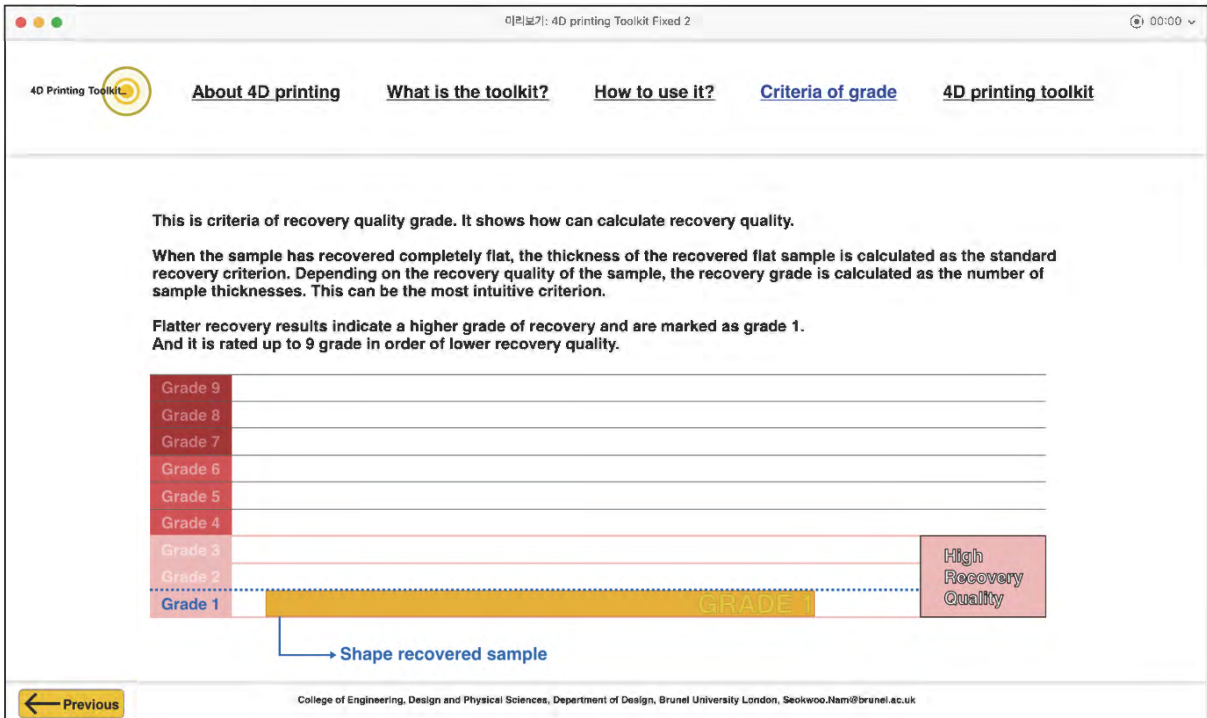 미리보기: 4D printing Toolkit Fixed 2
00:00
4D Printing Toolkit
About 4D printing
What is the toolkit?
How to use it?
Criteria of grade
4D printing toolkit
This is criteria of recovery quality grade. It shows how can calculate recovery quality.
When the sample has recovered completely flat, the thickness of the recovered flat sample is calculated as the standard
recovery criterion. Depending on the recovery quality of the sample, the recovery grade is calculated as the number of
sample thicknesses. This can be the most intuitive criterion.
Flatter recovery results indicate a higher grade of recovery and are marked as grade 1.
And it is rated up to 9 grade in order of lower recovery quality.
Grade 9
Grade 8
Grade 7
Grade 6
Grade 5
Grade 4
Grade 3
Grade 2
Grade 1
GRADE 1
High
Recovery
Quality
Shape recovered sample
Previous
College of Engineering, Design and Physical Sciences, Department of Design, Brunel University London, Seokwoo.Nam@brunel.ac.uk